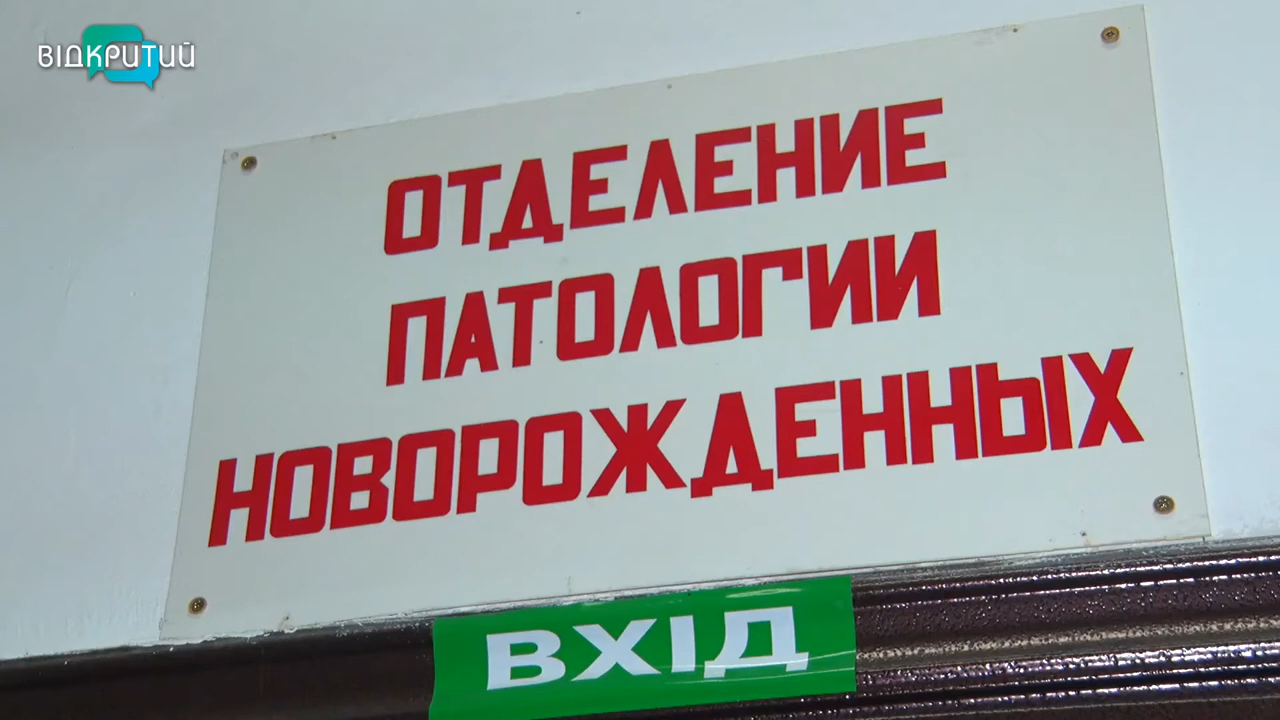 ВІДКРИТИЙ
ОТДЕЛЕНИЕ
ПАТОЛОГИИ
НОВОРОЖДЕННЫХ
ВХІД